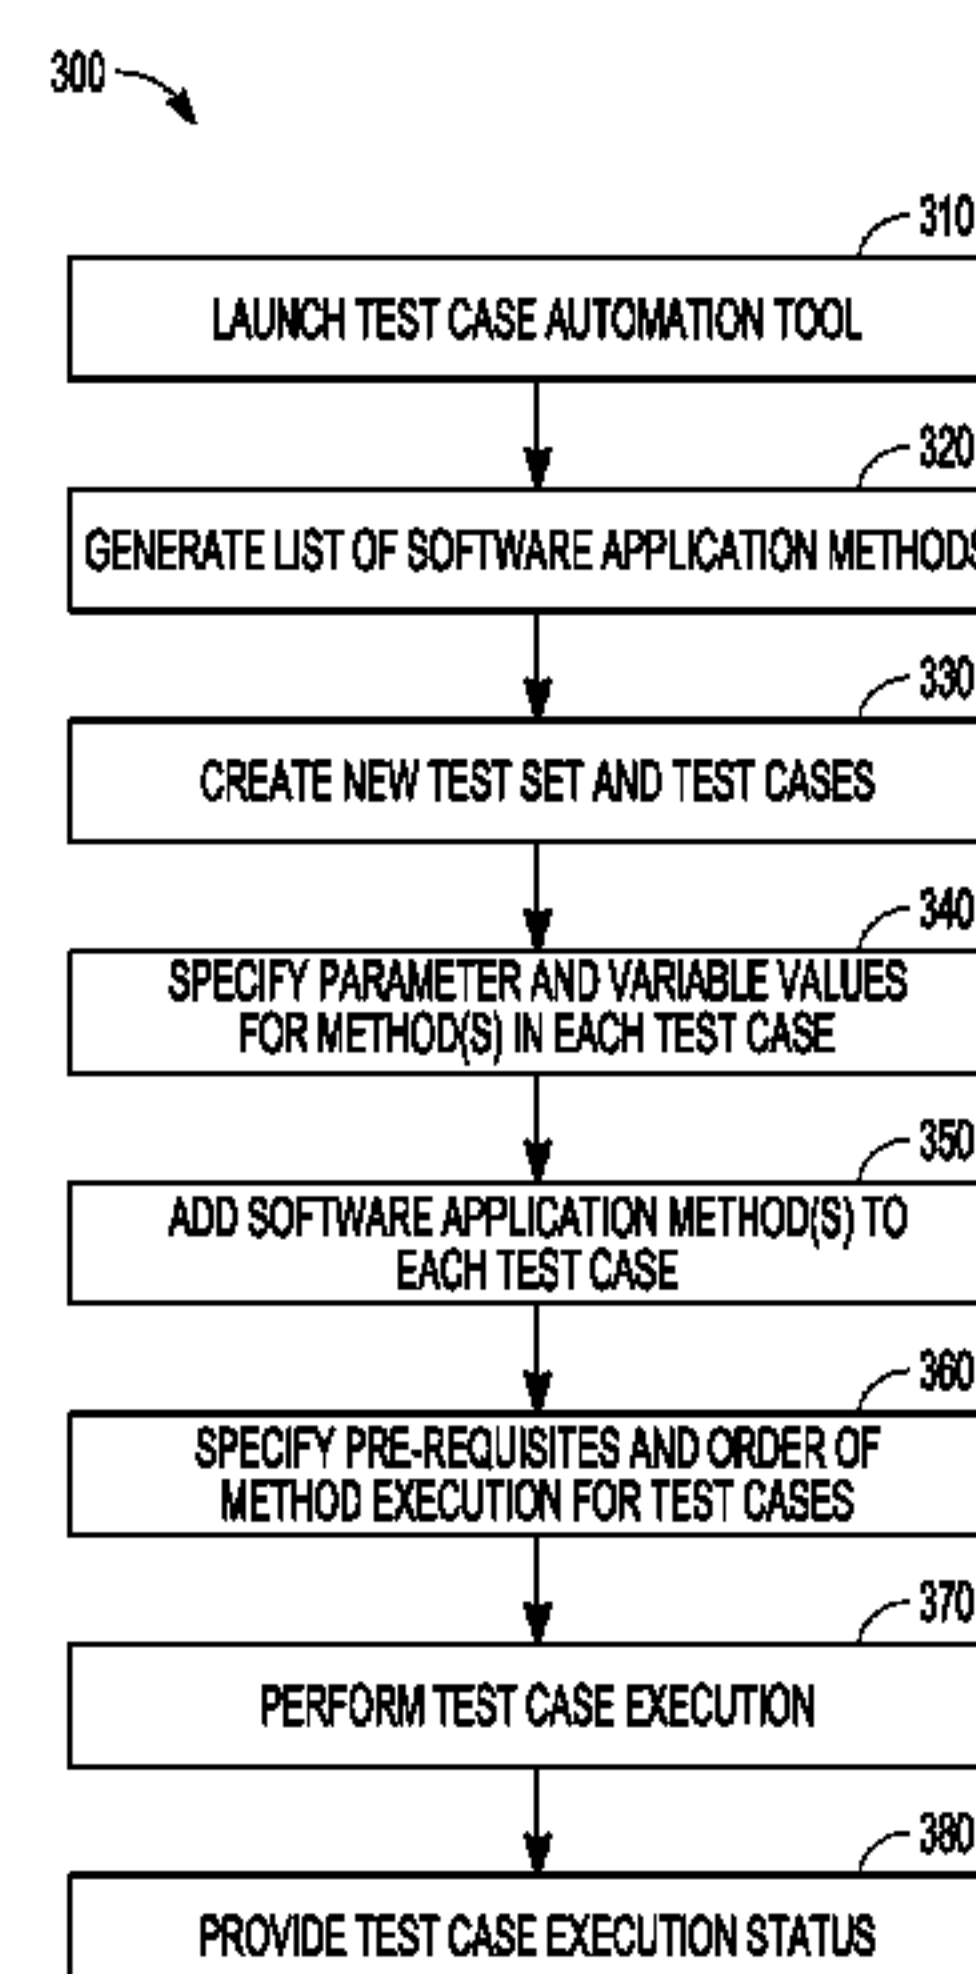 300
310
LAUNCH TEST CASE AUTOMATION TOOL
320
GENERATE LIST OF SOFTWARE APPLICATION METHODS
330
CREATE NEW TEST SET AND TEST CASES
340
SPECIFY PARAMETER AND VARIABLE VALUES
FOR METHOD(S) IN EACH TEST CASE
350
ADD SOFTWARE APPLICATION METHOD(S) TO
EACH TEST CASE
360
SPECIFY PRE-REQUISITES AND ORDER OF
METHOD EXECUTION FOR TEST CASES
370
PERFORM TEST CASE EXECUTION
380
PROVIDE TEST CASE EXECUTION STATUS